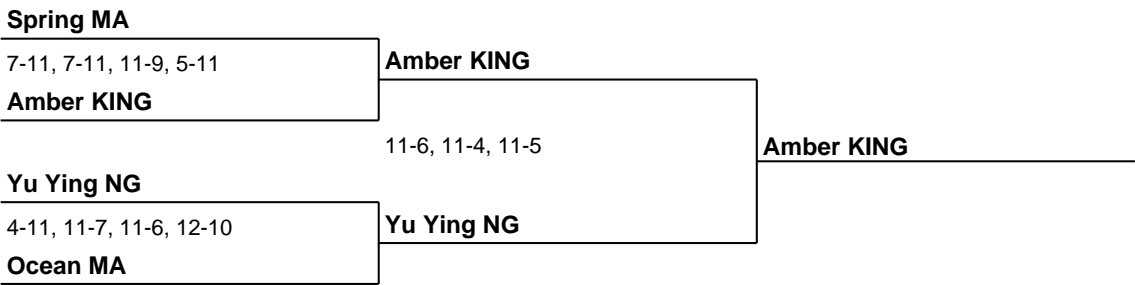 Spring MA
7-11, 7-11, 11-9, 5-11
Amber KING
Amber KING
11-6, 11-4, 11-5
Amber KING
Yu Ying NG
4-11, 11-7, 11-6, 12-10
Yu Ying NG
Ocean MA